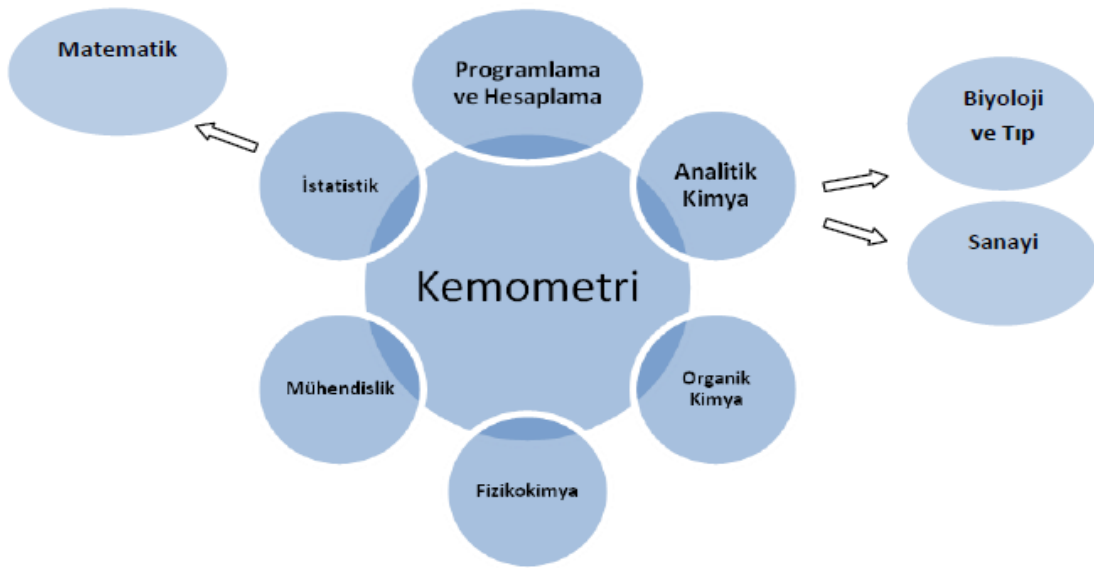 Matematik
Programlama
ve Hesaplama
Biyoloji
ve Tıp
İstatistik
Analitik
Kimya
Sanayi
Kemometri
Mühendislik
Organik
Kimya
Fizikokimya